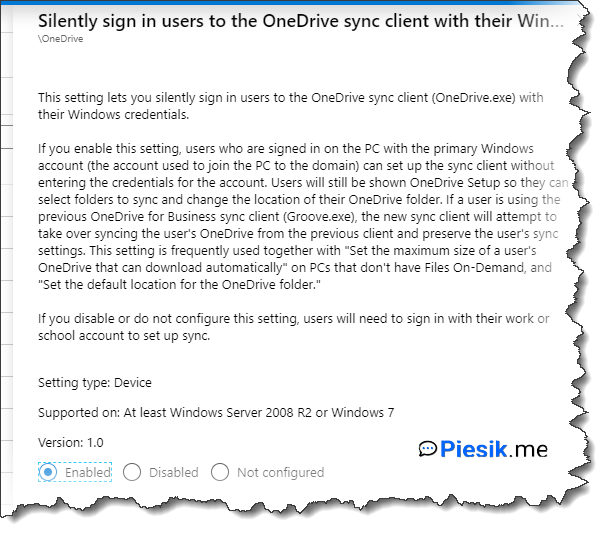 Silently sign in users to the OneDrive sync client with their Win...
\OneDrive
This setting lets you silently sign in users to the OneDrive sync client (OneDrive.exe) with
their Windows credentials.
If you enable this setting, users who are signed in on the PC with the primary Windows
account (the account used to join the PC to the domain) can set up the sync client without
entering the credentials for the account. Users will still be shown OneDrive Setup so they can
select folders to sync and change the location of their OneDrive folder. If a user is using the
previous OneDrive for Business sync client (Groove.exe), the new sync client will attempt to
take over syncing the user's OneDrive from the previous client and preserve the user's sync
settings. This setting is frequently used together with "Set the maximum size of a user's
OneDrive that can download automatically" on PCs that don't have Files On-Demand, and
"Set the default location for the OneDrive folder."
If you disable or do not configure this setting, users will need to sign in with their work or
school account to set up sync.
Setting type: Device
Supported on: At least Windows Server 2008 R2 or Windows 7
Version: 1.0
Piesik.me
Enabled Disabled Not configured